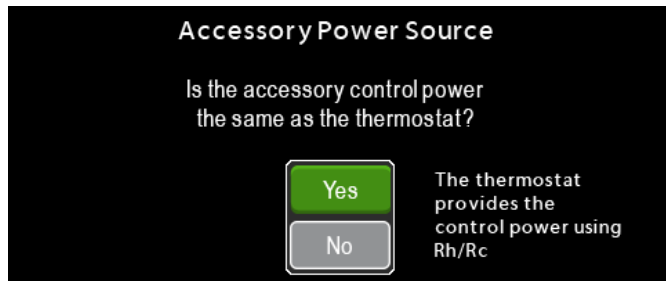 Accessory Power Source
Is the accessory control power
the same as the thermostat?
Yes
No
The thermostat
provides the
control power using
Rh/Rc